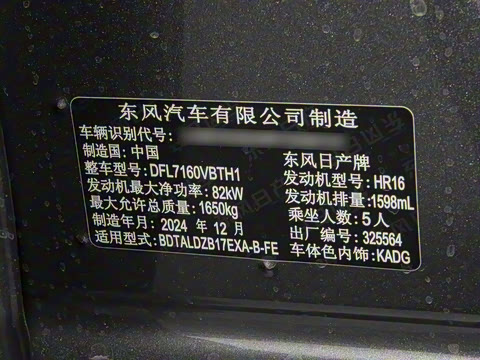 东风汽车有限公司制造
车辆识别代号:
制造国: 中国 东风日产牌
整车型号: DFL7160VBTH1 发动机型号: HR16
发动机最大净功率: 82kW 发动机排量: 1598mL
最大允许总质量: 1650kg 乘坐人数: 5人
制造年月: 2024 年 12 月 出厂编号: 325564
适用型式: BDTALDZB17EXA-B-FE 车体色内饰: KADG